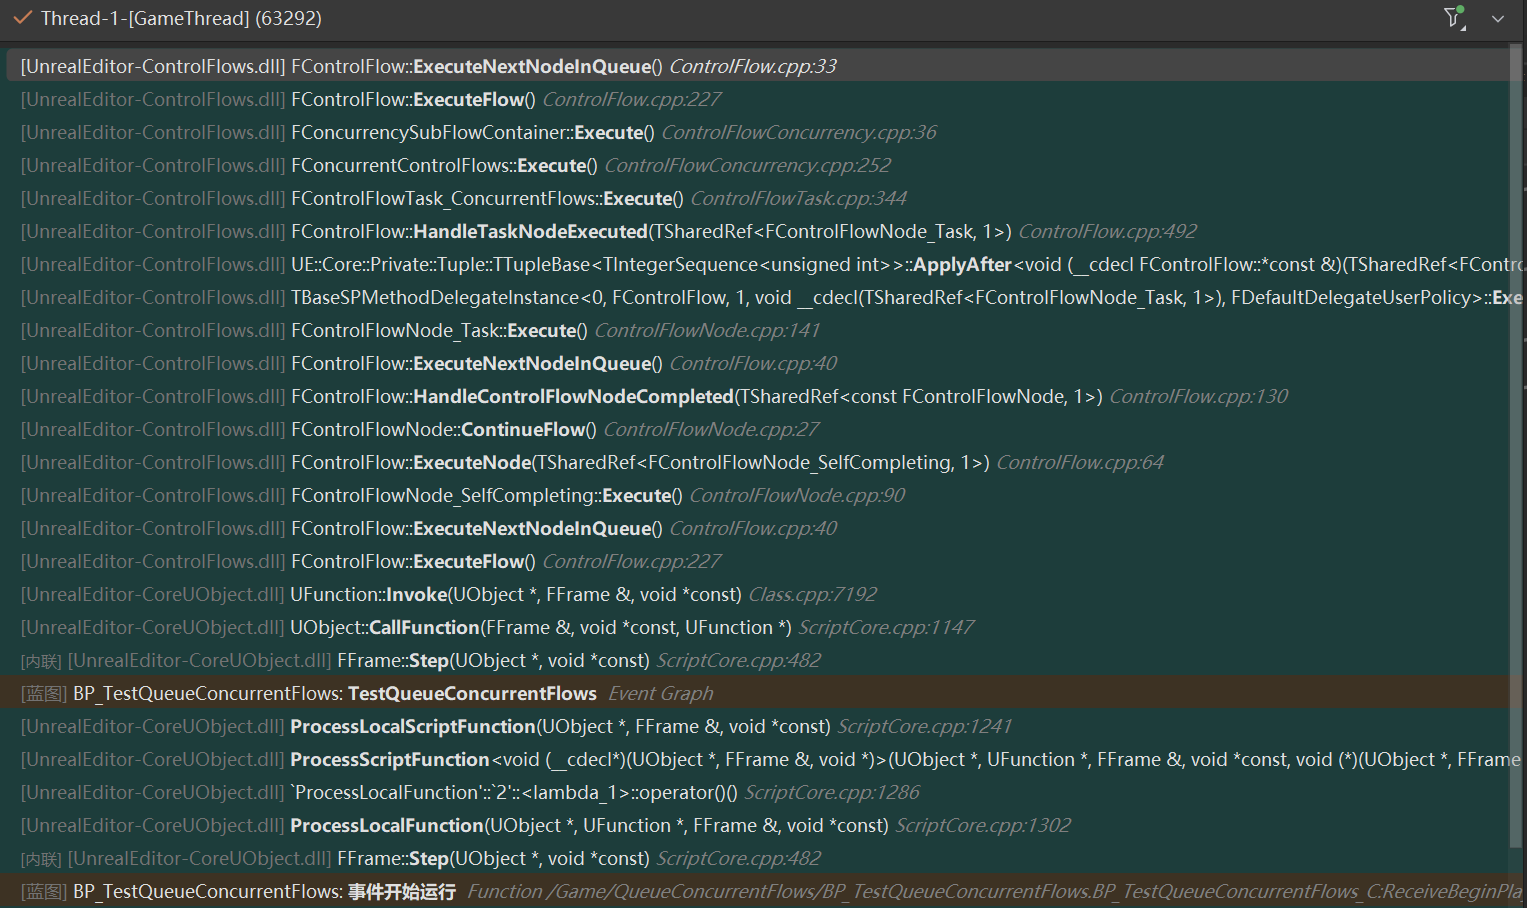 Thread-1-[GameThread] (63292)
[UnrealEditor-ControlFlows.dll] FControlFlow::ExecuteNextNodeInQueue() ControlFlow.cpp:33
[UnrealEditor-ControlFlows.dll] FControlFlow::ExecuteFlow() ControlFlow.cpp:227
[UnrealEditor-ControlFlows.dll] FConcurrencySubFlowContainer::Execute() ControlFlowConcurrency.cpp:36
[UnrealEditor-ControlFlows.dll] FConcurrentControlFlows::Execute() ControlFlowConcurrency.cpp:252
[UnrealEditor-ControlFlows.dll] FControlFlowTask_ConcurrentFlows::Execute() ControlFlowTask.cpp:344
[UnrealEditor-ControlFlows.dll] FControlFlow::HandleTaskNodeExecuted(TSharedRef<FControlFlowNode_Task, 1>) ControlFlow.cpp:492
[UnrealEditor-ControlFlows.dll] UE::Core::Private::Tuple::TTupleBase<TIntegerSequence<unsigned int>>::ApplyAfter<void (__cdecl FControlFlow::*const &)(TSharedRef<FContro
[UnrealEditor-ControlFlows.dll] TBaseSPMethodDelegateInstance<0, FControlFlow, 1, void __cdecl(TSharedRef<FControlFlowNode_Task, 1>), FDefaultDelegateUserPolicy>::Exe
[UnrealEditor-ControlFlows.dll] FControlFlowNode_Task::Execute() ControlFlowNode.cpp:141
[UnrealEditor-ControlFlows.dll] FControlFlow::ExecuteNextNodeInQueue() ControlFlow.cpp:40
[UnrealEditor-ControlFlows.dll] FControlFlow::HandleControlFlowNodeCompleted(TSharedRef<const FControlFlowNode, 1>) ControlFlow.cpp:130
[UnrealEditor-ControlFlows.dll] FControlFlowNode::ContinueFlow() ControlFlowNode.cpp:27
[UnrealEditor-ControlFlows.dll] FControlFlow::ExecuteNode(TSharedRef<FControlFlowNode_SelfCompleting, 1>) ControlFlow.cpp:64
[UnrealEditor-ControlFlows.dll] FControlFlowNode_SelfCompleting::Execute() ControlFlowNode.cpp:90
[UnrealEditor-ControlFlows.dll] FControlFlow::ExecuteNextNodeInQueue() ControlFlow.cpp:40
[UnrealEditor-ControlFlows.dll] FControlFlow::ExecuteFlow() ControlFlow.cpp:227
[UnrealEditor-CoreUObject.dll] UFunction::Invoke(UObject *, FFrame &, void *const) Class.cpp:7192
[UnrealEditor-CoreUObject.dll] UObject::CallFunction(FFrame &, void *const, UFunction *) ScriptCore.cpp:1147
[内联] [UnrealEditor-CoreUObject.dll] FFrame::Step(UObject *, void *const) ScriptCore.cpp:482
[蓝图] BP_TestQueueConcurrentFlows: TestQueueConcurrentFlows Event Graph
[UnrealEditor-CoreUObject.dll] ProcessLocalScriptFunction(UObject *, FFrame &, void *const) ScriptCore.cpp:1241
[UnrealEditor-CoreUObject.dll] ProcessScriptFunction<void (__cdecl*)(UObject *, FFrame &, void *)>(UObject *, UFunction *, FFrame &, void *const, void (*)(UObject *, FFrame
[UnrealEditor-CoreUObject.dll] `ProcessLocalFunction'::`2'::<lambda_1>::operator()() ScriptCore.cpp:1286
[UnrealEditor-CoreUObject.dll] ProcessLocalFunction(UObject *, UFunction *, FFrame &, void *const) ScriptCore.cpp:1302
[内联] [UnrealEditor-CoreUObject.dll] FFrame::Step(UObject *, void *const) ScriptCore.cpp:482
[蓝图] BP_TestQueueConcurrentFlows: 事件开始运行 Function /Game/QueueConcurrentFlows/BP_TestQueueConcurrentFlows.BP_TestQueueConcurrentFlows_C:ReceiveBeginPla